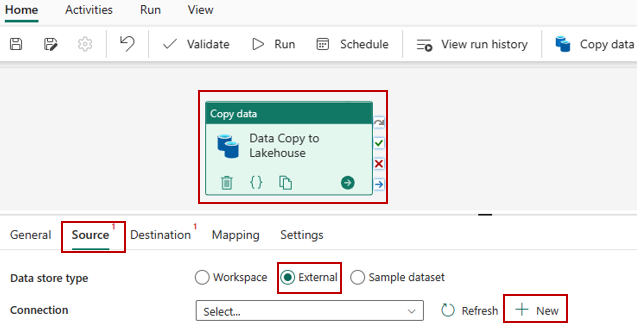 Home Activities Run View
Validate Run Schedule View run history Copy data
Copy data
Data Copy to
Lakehouse
{}
General Source 1 Destination 1 Mapping Settings
Data store type Workspace External Sample dataset
Connection Select... Refresh New